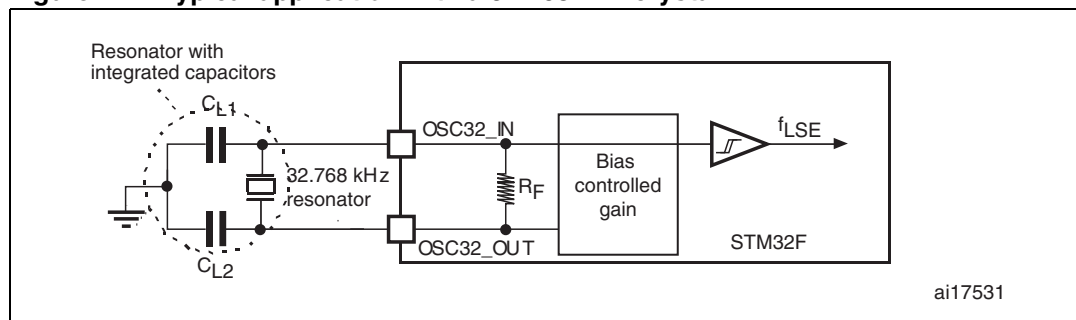 Resonator with
integrated capacitors
CL1
OSC32_IN
fLSE
32.768 kHz
resonator
RF
Bias
controlled
gain
OSC32_OUT
STM32F
CL2
ai17531